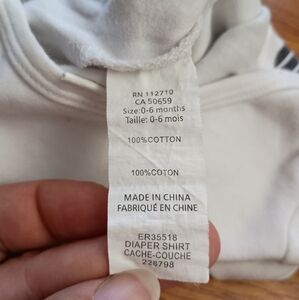 RN 112710
CA 50659
Size:0-6 months
Taille: 0-6 mois
100%COTTON
100%COTON
MADE IN CHINA
FABRIQUÉ EN CHINE
ER35518
DIAPER SHIRT
CACHE-COUCHE
228798